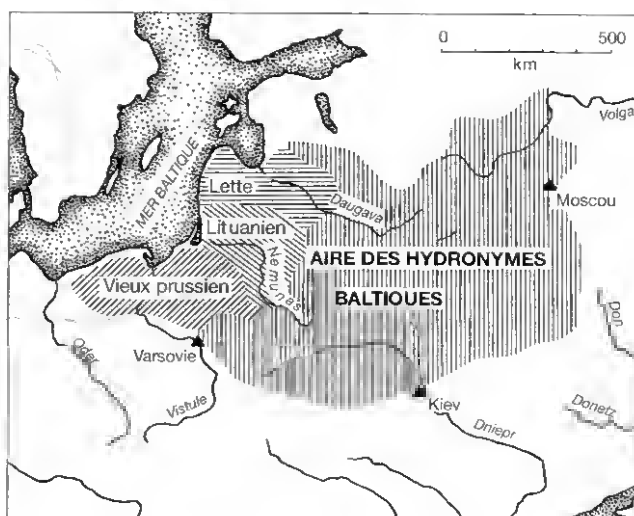 0 500
km
Volga
MER BALTIQUE
Moscou
Lette
Daugava
Lituanien
AIRE DES HYDRONYMES
Nemunas
Vieux prussien
BALTIQUES
Don
Varsovie
Oder
Kiev
Donetz
Vistule
Dniepr